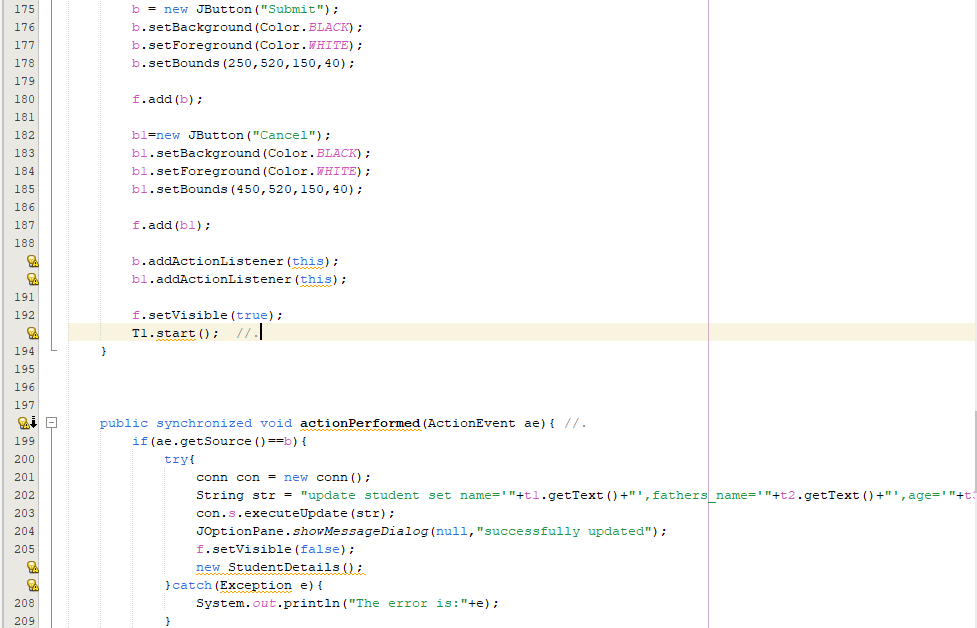 175 b = new JButton("Submit");
176 b.setBackground(Color.BLACK);
177 b.setForeground(Color.WHITE);
178 b.setBounds(250,520,150,40);
179
180 f.add(b);
181
182 b1=new JButton("Cancel");
183 b1.setBackground(Color.BLACK);
184 b1.setForeground(Color.WHITE);
185 b1.setBounds(450,520,150,40);
186
187 f.add(b1);
188
b.addActionListener(this);
b1.addActionListener(this);
191
192 f.setVisible(true);
T1.start();  //.
194 }
195
196
197
public synchronized void actionPerformed(ActionEvent ae){ //.
199 if(ae.getSource()==b){
200 try{
201 conn con = new conn();
202 String str = "update student set name='"+t1.getText()+"',fathers_name='"+t2.getText()+"',age='"+t
203 con.s.executeUpdate(str);
204 JOptionPane.showMessageDialog(null,"successfully updated");
205 f.setVisible(false);
new StudentDetails();
}catch(Exception e){
208 System.out.println("The error is:"+e);
209 }